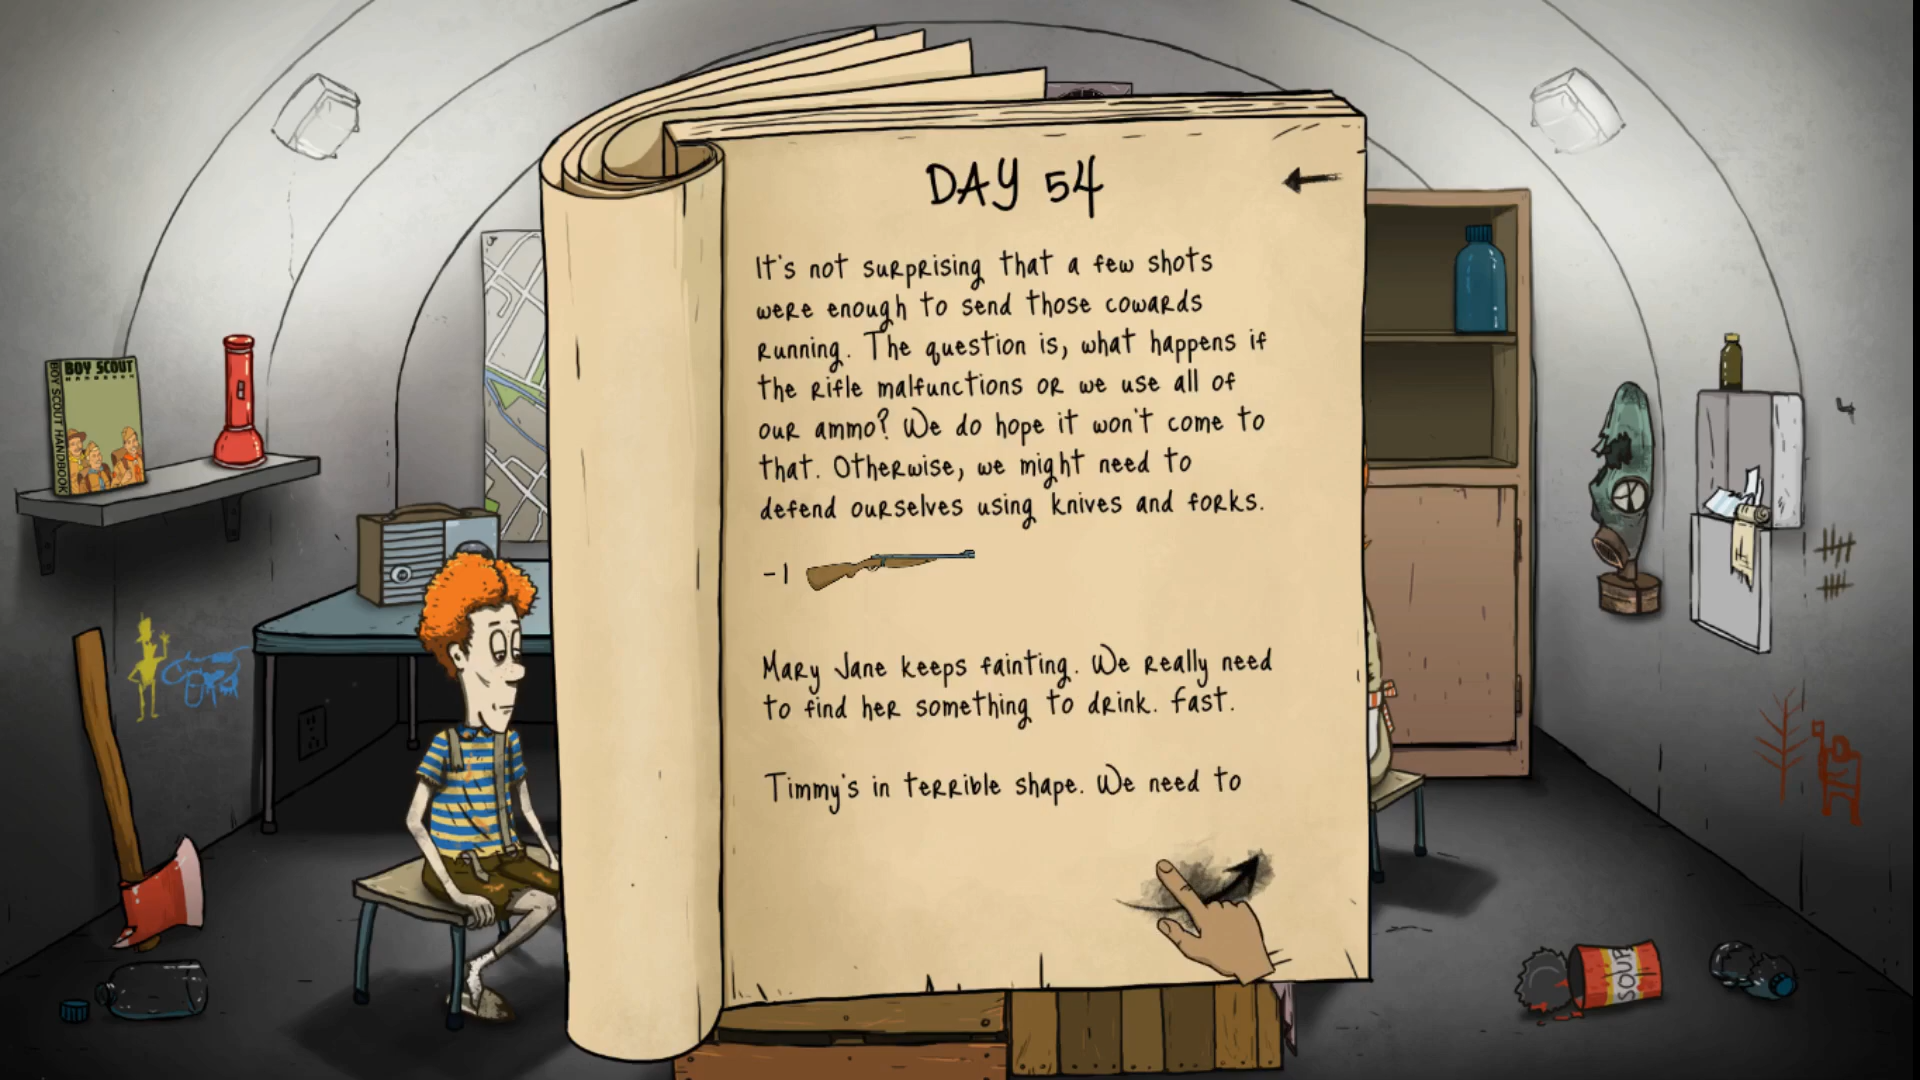 DAY 54
It's not surprising that a few shots
were enough to send those cowards
running. The question is, what happens if
the rifle malfunctions or we use all of
our ammo? We do hope it won't come to
that. Otherwise, we might need to
defend ourselves using knives and forks.
-1
Mary Jane keeps fainting. We really need
to find her something to drink. Fast.
Timmy's in terrible shape. We need to
BOY SCOUT
HANDBOOK
BOY SCOUT HANDBOOK
SOUP